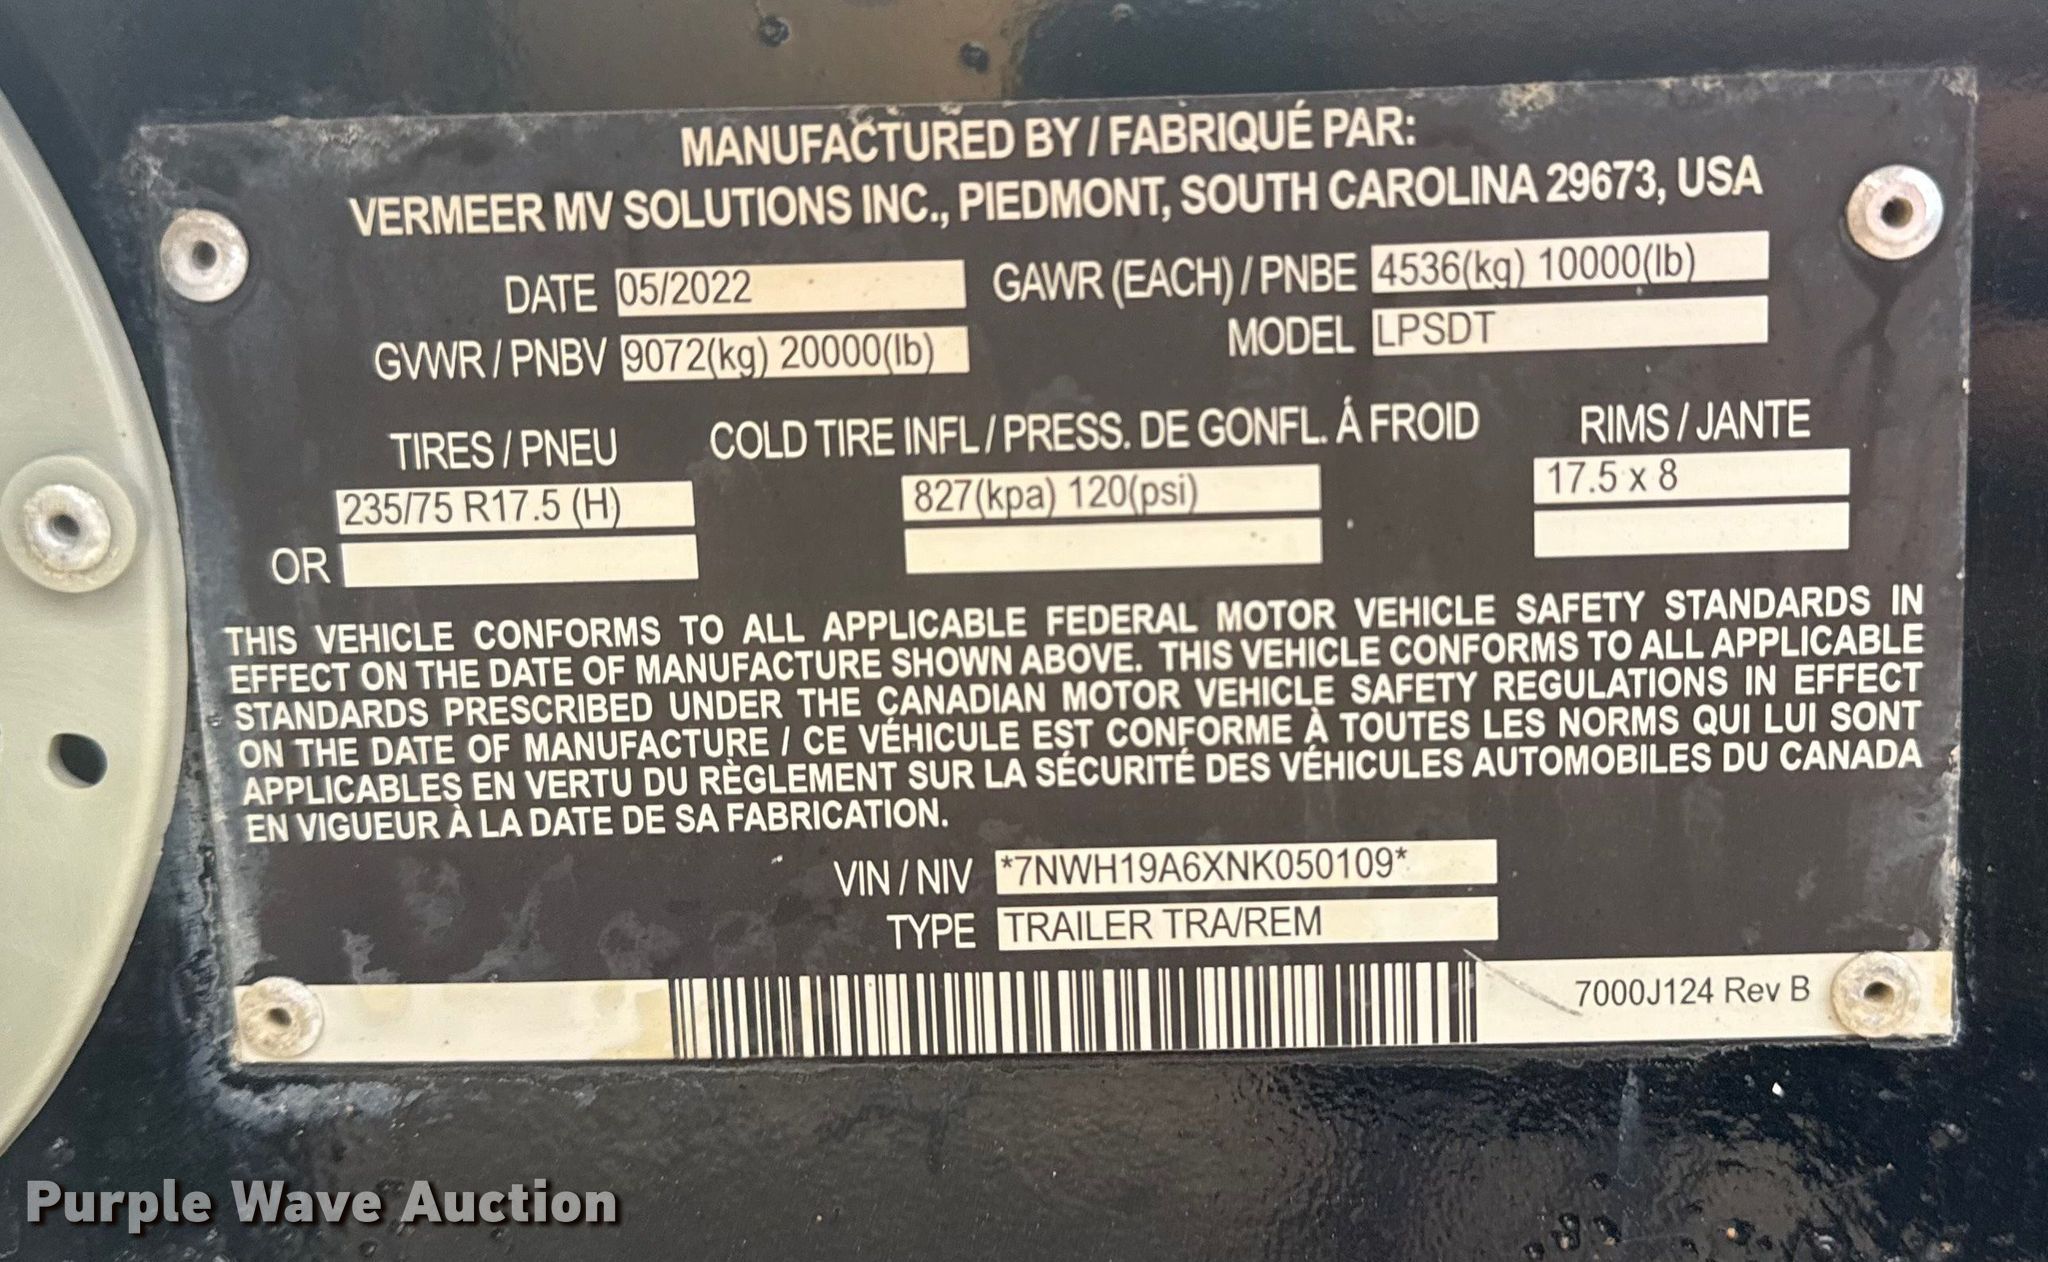 MANUFACTURED BY / FABRIQUÉ PAR:
VERMEER MV SOLUTIONS INC., PIEDMONT, SOUTH CAROLINA 29673, USA
DATE 05/2022 GAWR (EACH) / PNBE 4536(kg) 10000(lb)
GVWR / PNBV 9072(kg) 20000(lb) MODEL LPSDT
TIRES / PNEU COLD TIRE INFL / PRESS. DE GONFL. Á FROID RIMS / JANTE
235/75 R17.5 (H) 827(kpa) 120(psi) 17.5 x 8
OR
THIS VEHICLE CONFORMS TO ALL APPLICABLE FEDERAL MOTOR VEHICLE SAFETY STANDARDS IN
EFFECT ON THE DATE OF MANUFACTURE SHOWN ABOVE. THIS VEHICLE CONFORMS TO ALL APPLICABLE
STANDARDS PRESCRIBED UNDER THE CANADIAN MOTOR VEHICLE SAFETY REGULATIONS IN EFFECT
ON THE DATE OF MANUFACTURE / CE VÉHICULE EST CONFORME À TOUTES LES NORMS QUI LUI SONT
APPLICABLES EN VERTU DU RÈGLEMENT SUR LA SÉCURITÉ DES VÉHICULES AUTOMOBILES DU CANADA
EN VIGUEUR À LA DATE DE SA FABRICATION.
VIN / NIV *7NWH19A6XNK050109*
TYPE TRAILER TRA/REM
7000J124 Rev B
Purple Wave Auction